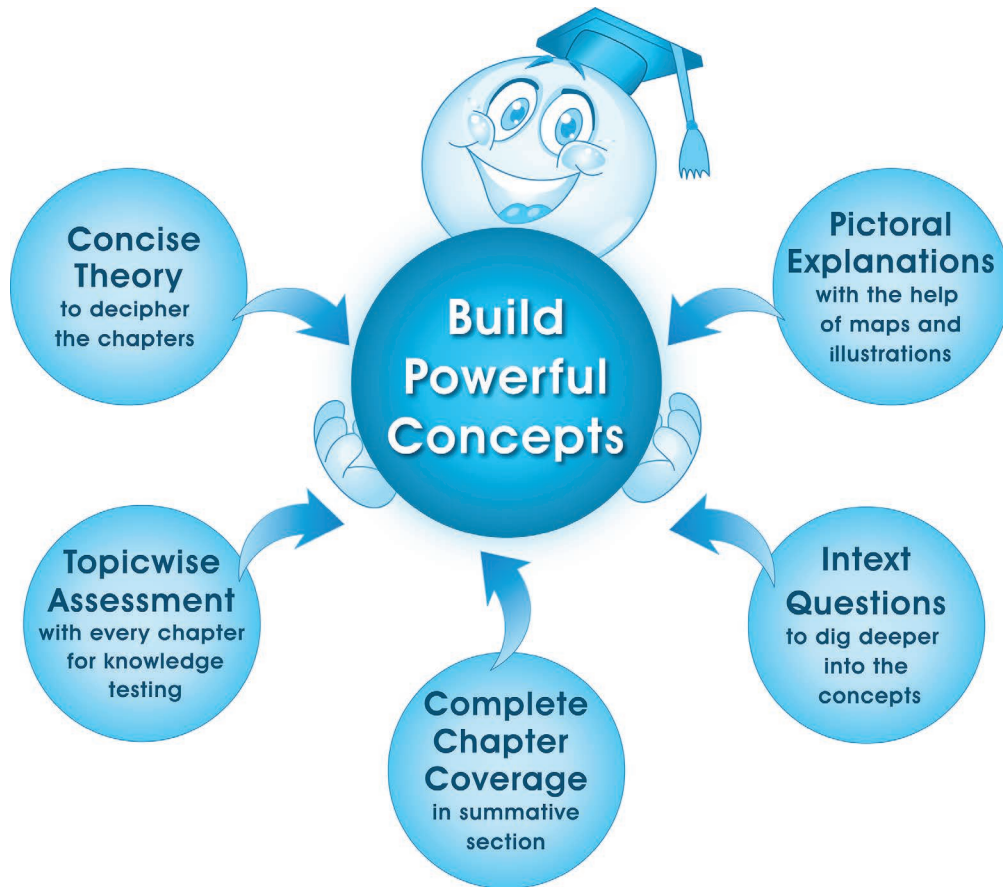 Concise
Theory
to decipher
the chapters
Build
Powerful
Concepts
Pictoral
Explanations
with the help
of maps and
illustrations
Topicwise
Assessment
with every chapter
for knowledge
testing
Complete
Chapter
Coverage
in summative
section
Intext
Questions
to dig deeper
into the
concepts